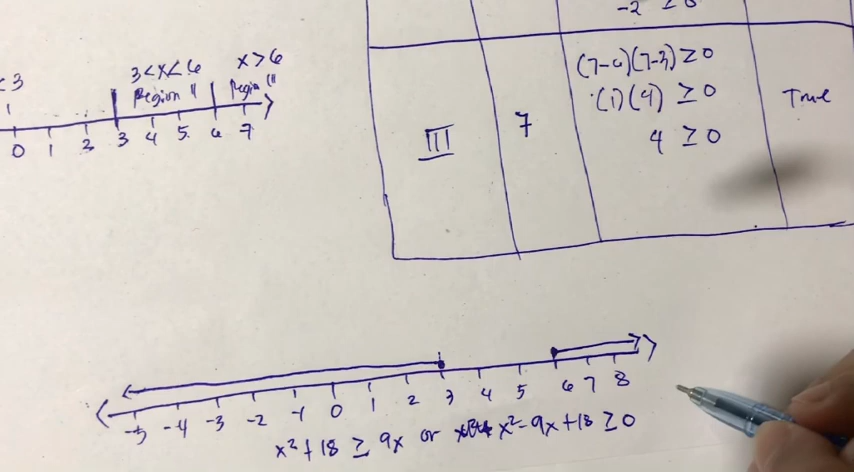 -2 ≥ 0
< 3
3<x<6
x>6
Region II
Region III
0 1 2 3 4 5 6 7
III
7
(7-6)(7-3) ≥ 0
(1)(4) ≥ 0
4 ≥ 0
True
-5 -4 -3 -2 -1 0 1 2 3 4 5 6 7 8
x² + 18 ≥ 9x or x² - 9x + 18 ≥ 0